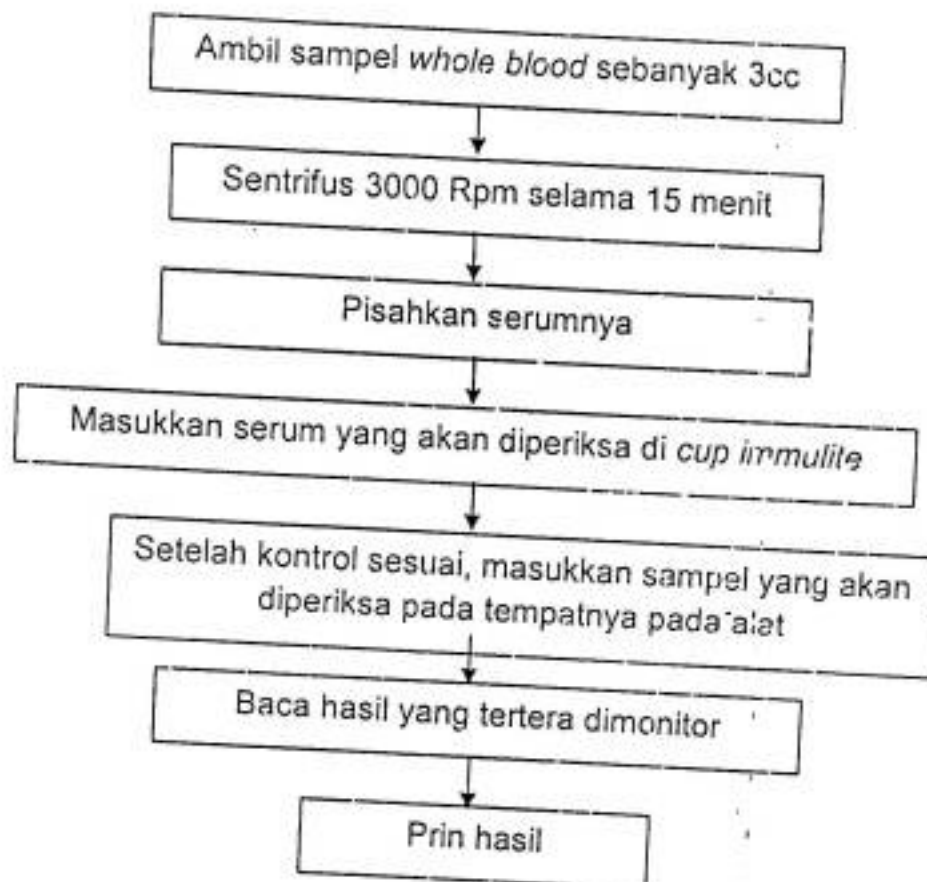 Ambil sampel whole blood sebanyak 3cc
Sentrifus 3000 Rpm selama 15 menit
Pisahkan serumnya
Masukkan serum yang akan diperiksa di cup immulite
Setelah kontrol sesuai, masukkan sampel yang akan
diperiksa pada tempatnya pada alat
Baca hasil yang tertera dimonitor
Prin hasil